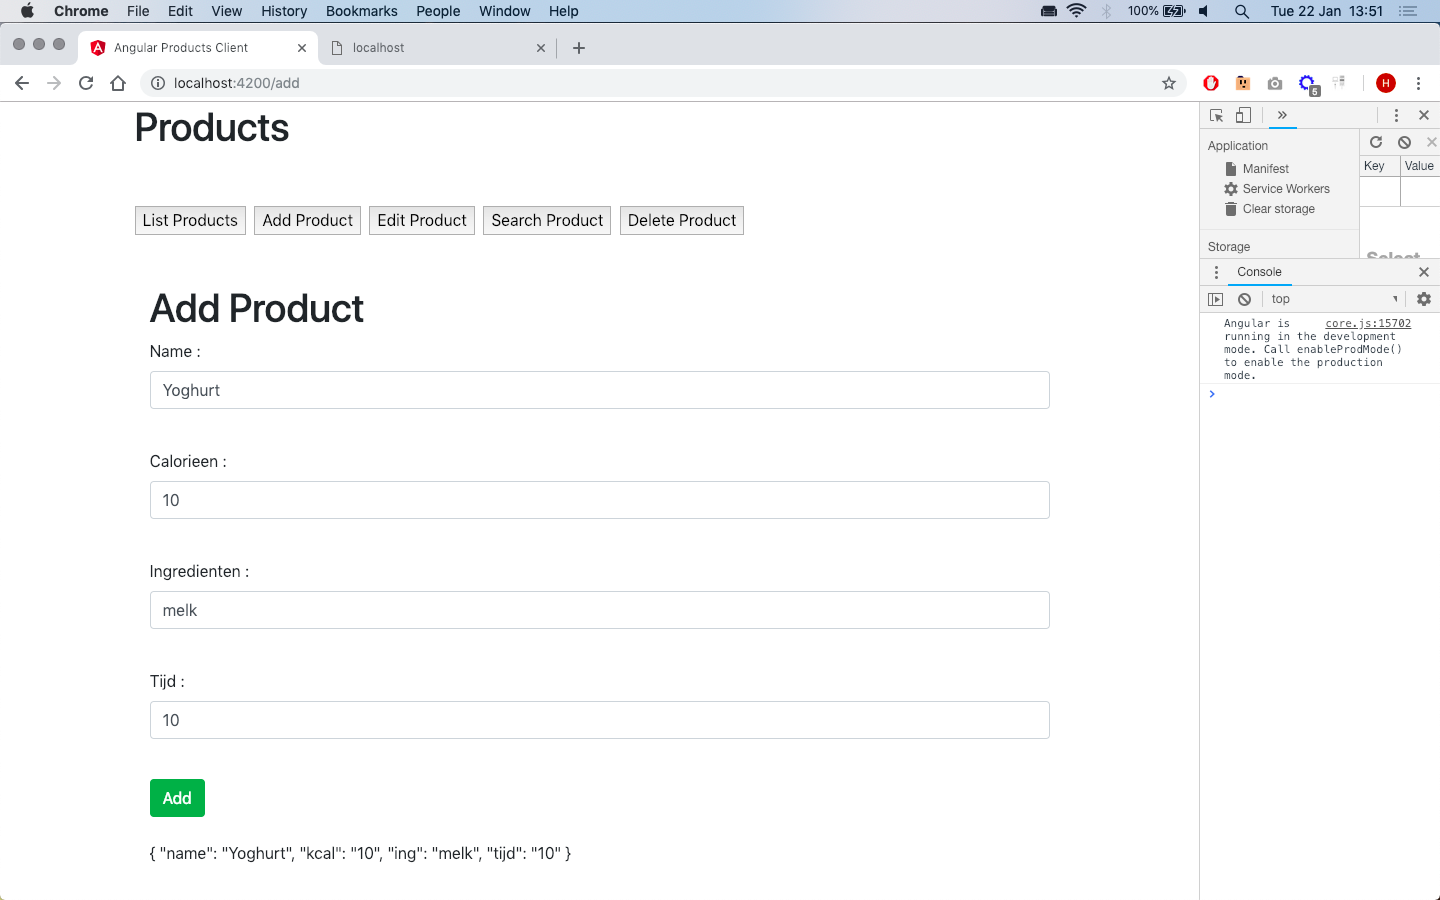 Chrome File Edit View History Bookmarks People Window Help 100% Tue 22 Jan 13:51
Angular Products Client localhost
localhost:4200/add 5 H
Products
List Products Add Product Edit Product Search Product Delete Product
Add Product
Name :
Yoghurt
Calorieen :
10
Ingredienten :
melk
Tijd :
10
Add
{ "name": "Yoghurt", "kcal": "10", "ing": "melk", "tijd": "10" }
Application
Manifest
Service Workers
Clear storage
Storage
Key Value
Select
Console
top
Angular is core.js:15702
running in the development
mode. Call enableProdMode()
to enable the production
mode.